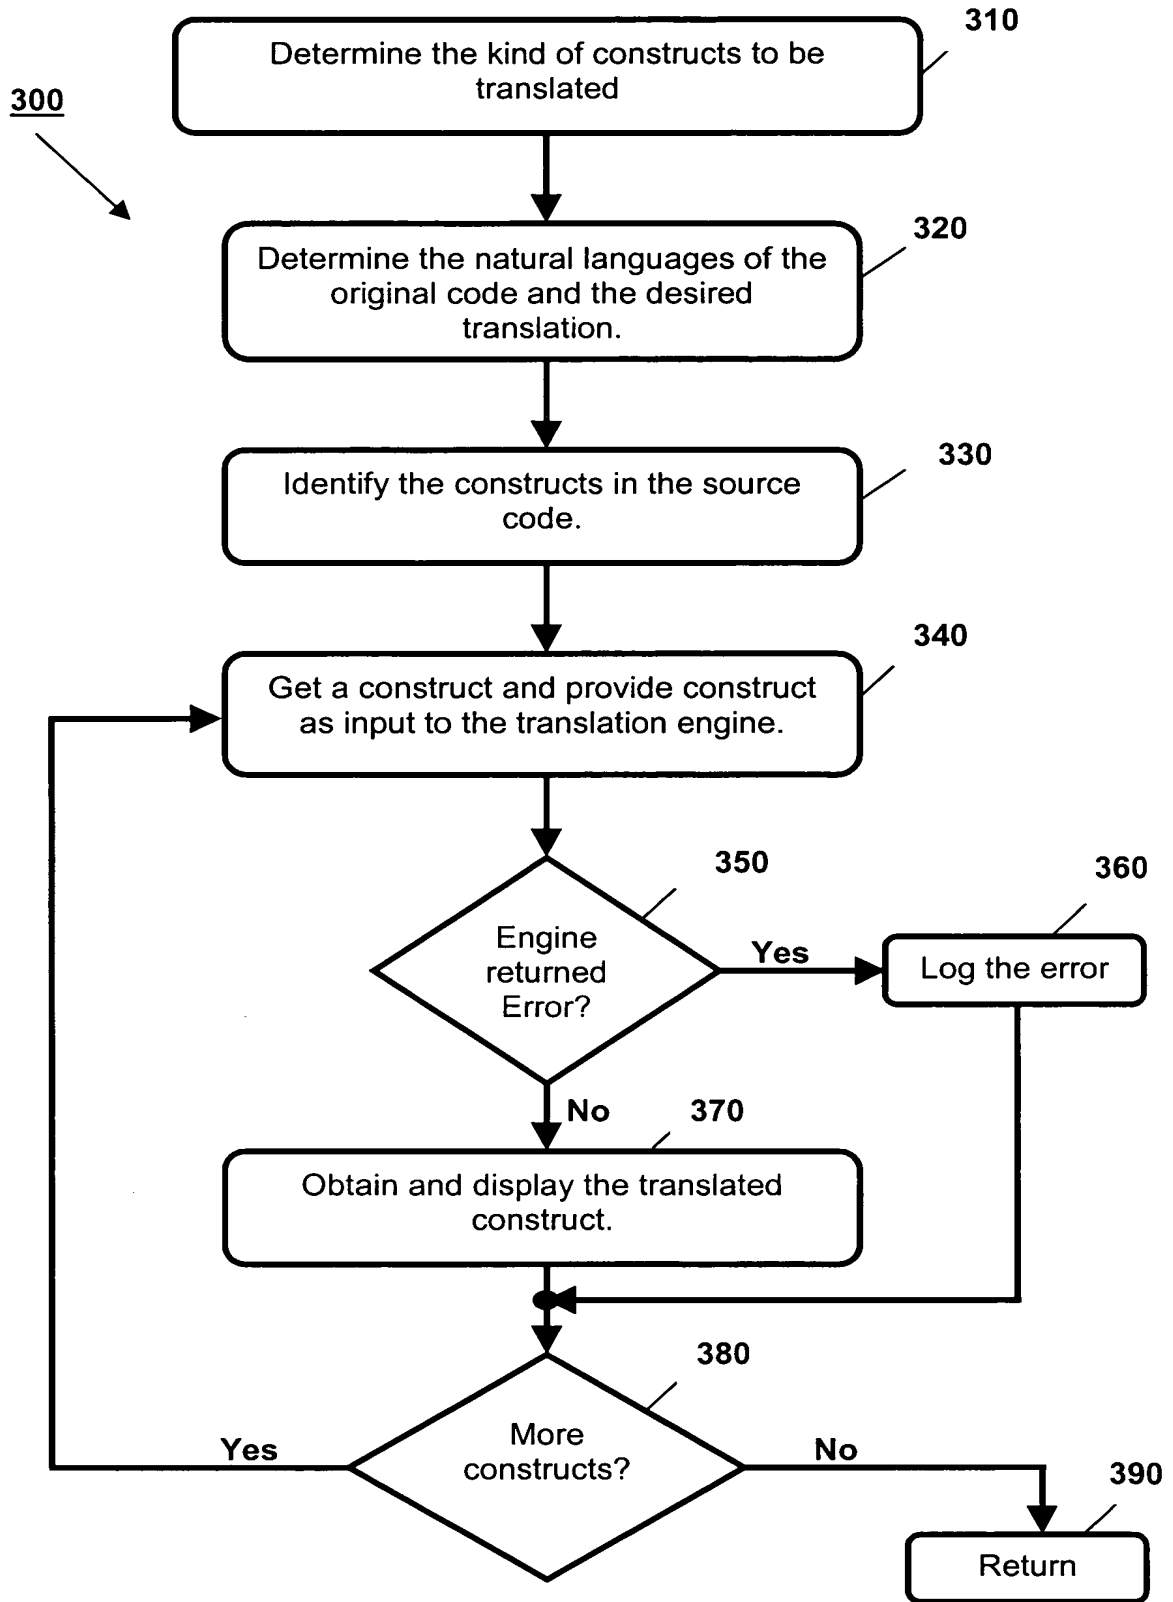 310
Determine the kind of constructs to be
translated
300
320
Determine the natural languages of the
original code and the desired
translation.
330
Identify the constructs in the source
code.
340
Get a construct and provide construct
as input to the translation engine.
350
360
Engine
returned
Error?
Yes
Log the error
No
370
Obtain and display the translated
construct.
380
More
constructs?
Yes
No
390
Return